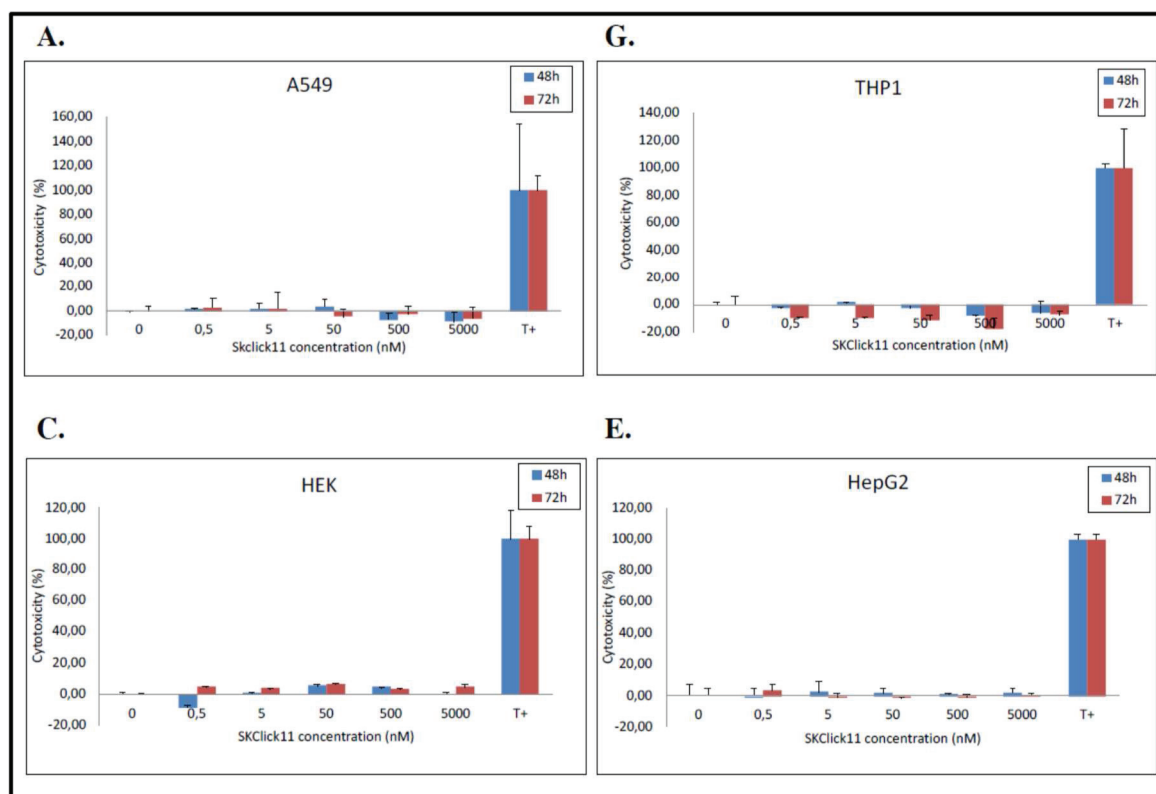 A.
A549
48h
72h
Cytotoxicity (%)
160,00
140,00
120,00
100,00
80,00
60,00
40,00
20,00
0,00
-20,00
0 0,5 5 50 500 5000 T+
Skclick11 concentration (nM)
G.
THP1
48h
72h
Cytotoxicity (%)
140,00
120,00
100,00
80,00
60,00
40,00
20,00
0,00
-20,00
0 0,5 5 50 500 5000 T+
SKClick11 concentration (nM)
C.
HEK
48h
72h
Cytotoxicity (%)
120,00
100,00
80,00
60,00
40,00
20,00
0,00
-20,00
0 0,5 5 50 500 5000 T+
SKClick11 concentration (nM)
E.
HepG2
48h
72h
Cytotoxicity (%)
120,00
100,00
80,00
60,00
40,00
20,00
0,00
-20,00
0 0,5 5 50 500 5000 T+
SKClick11 concentration (nM)